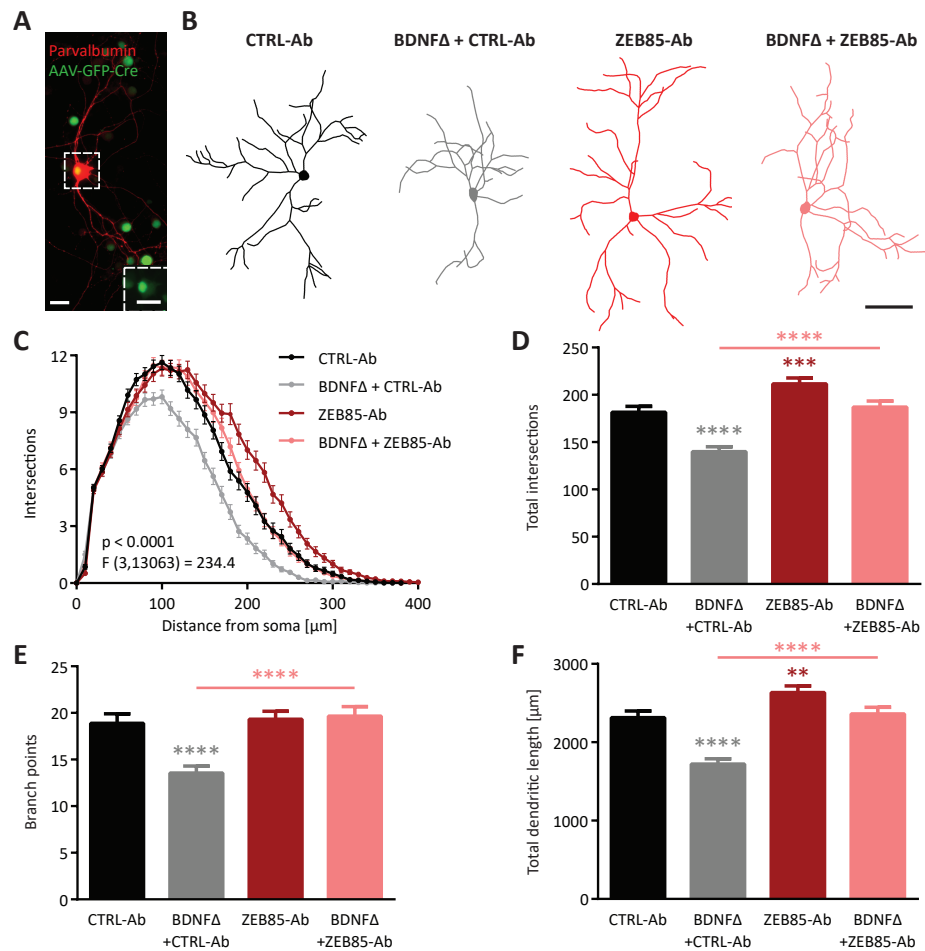 A
Parvalbumin
AAV-GFP-Cre
B
CTRL-Ab
BDNFΔ + CTRL-Ab
ZEB85-Ab
BDNFΔ + ZEB85-Ab
C
12
9
6
3
0
Intersections
0
100
200
300
400
Distance from soma [µm]
p < 0.0001
F (3,13063) = 234.4
CTRL-Ab
BDNFΔ + CTRL-Ab
ZEB85-Ab
BDNFΔ + ZEB85-Ab
D
250
200
150
100
50
0
Total intersections
****
***
****
CTRL-Ab
BDNFΔ
+CTRL-Ab
ZEB85-Ab
BDNFΔ
+ZEB85-Ab
E
25
20
15
10
5
0
Branch points
****
****
CTRL-Ab
BDNFΔ
+CTRL-Ab
ZEB85-Ab
BDNFΔ
+ZEB85-Ab
F
3000
2000
1000
0
Total dendritic length [µm]
****
**
****
CTRL-Ab
BDNFΔ
+CTRL-Ab
ZEB85-Ab
BDNFΔ
+ZEB85-Ab